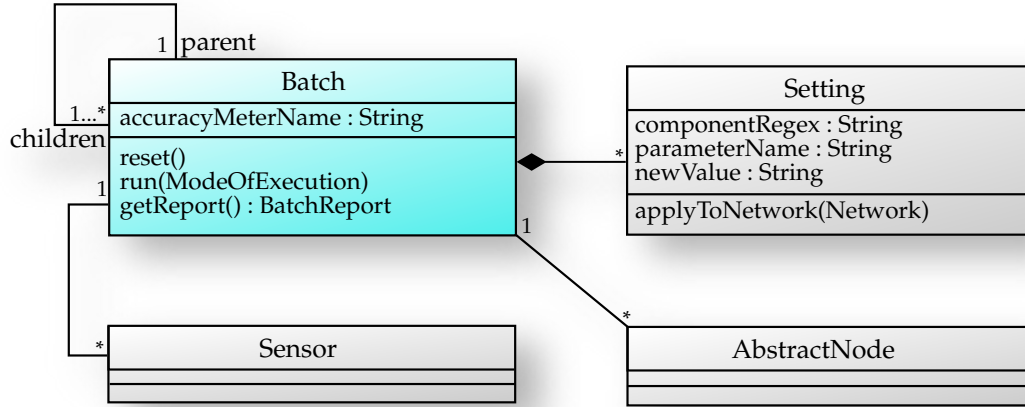 1 parent
Batch
accuracyMeterName : String
1...*
children
reset()
run(ModeOfExecution)
getReport() : BatchReport
1
*
Setting
componentRegex : String
parameterName : String
newValue : String
applyToNetwork(Network)
*
1
*
Sensor
*
AbstractNode